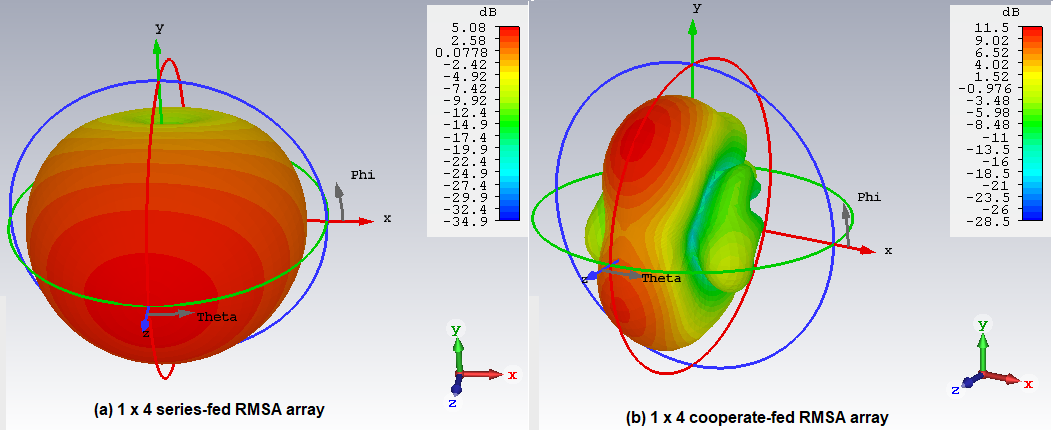 dB
5.08
2.58
0.0778
-2.42
-4.92
-7.42
-9.92
-12.4
-14.9
-19.9
-22.4
-24.9
-27.4
-29.9
-32.4
-34.9
y
Phi
x
Theta
z
y
x
z
(a) 1 x 4 series-fed RMSA array
dB
11.5
9.02
6.52
4.02
1.52
-0.976
-3.48
-5.98
-8.48
-11
-13.5
-16
-18.5
-21
-23.5
-26
-28.5
y
Phi
x
z
Theta
y
x
z
(b) 1 x 4 cooperate-fed RMSA array